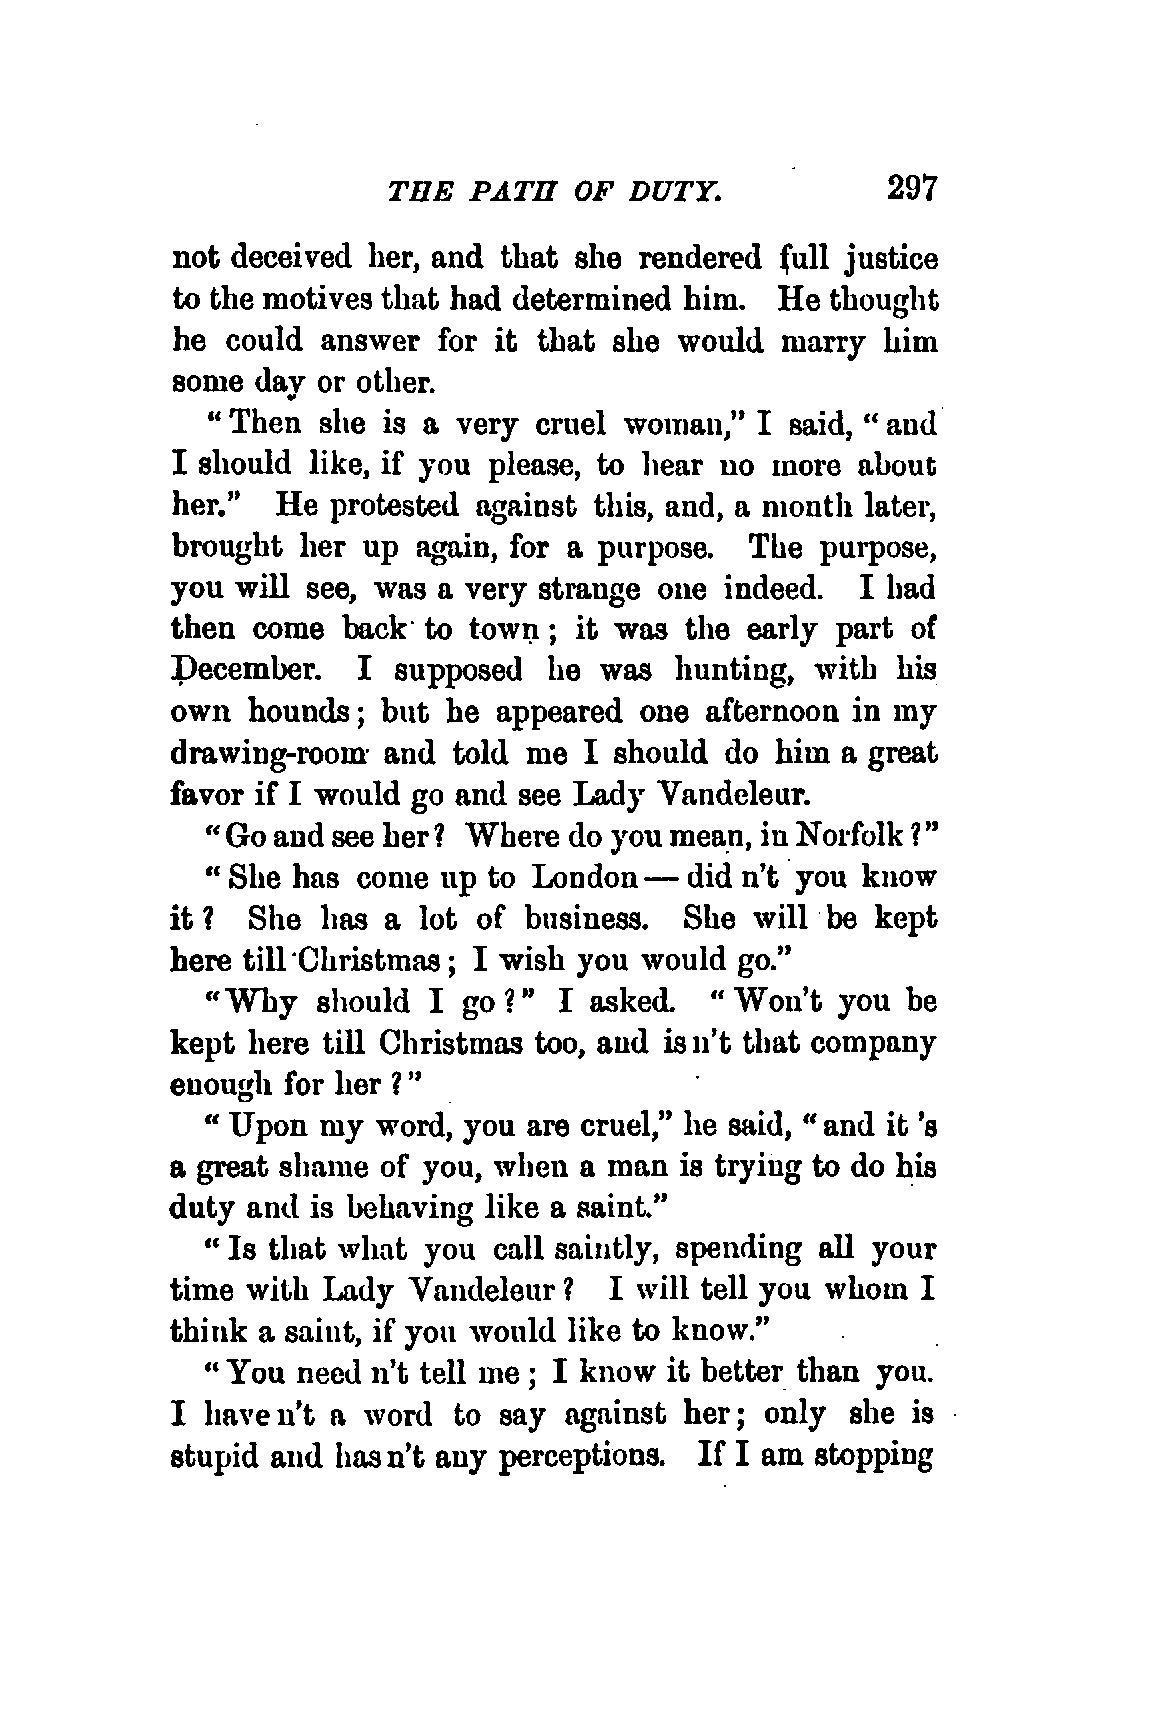 THE PATH OF DUTY. 297
not deceived her, and that she rendered full justice
to the motives that had determined him. He thought
he could answer for it that she would marry him
some day or other.
“Then she is a very cruel woman,” I said, “and
I should like, if you please, to hear no more about
her.” He protested against this, and, a month later,
brought her up again, for a purpose. The purpose,
you will see, was a very strange one indeed. I had
then come back to town; it was the early part of
December. I supposed he was hunting, with his
own hounds; but he appeared one afternoon in my
drawing-room and told me I should do him a great
favor if I would go and see Lady Vandeleur.
“Go and see her? Where do you mean, in Norfolk?”
“She has come up to London — did n't you know
it? She has a lot of business. She will be kept
here till Christmas; I wish you would go.”
“Why should I go?” I asked. “Won't you be
kept here till Christmas too, and is n't that company
enough for her?”
“Upon my word, you are cruel,” he said, “and it 's
a great shame of you, when a man is trying to do his
duty and is behaving like a saint.”
“Is that what you call saintly, spending all your
time with Lady Vandeleur? I will tell you whom I
think a saint, if you would like to know.”
“You need n't tell me; I know it better than you.
I have n't a word to say against her; only she is
stupid and has n't any perceptions. If I am stopping